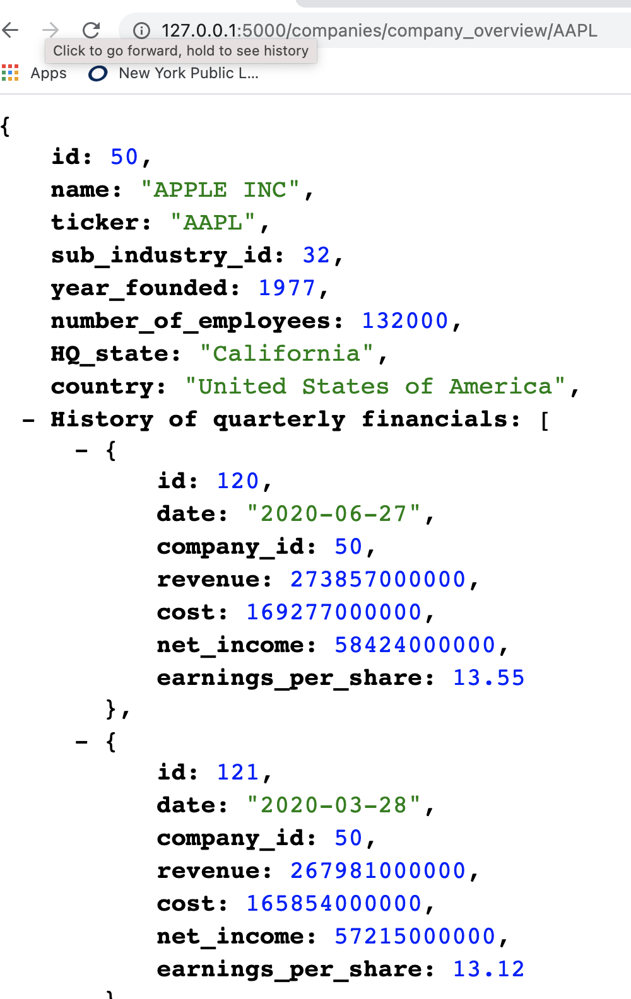 127.0.0.1:5000/companies/company_overview/AAPL
Click to go forward, hold to see history
Apps New York Public L...
{
id: 50,
name: "APPLE INC",
ticker: "AAPL",
sub_industry_id: 32,
year_founded: 1977,
number_of_employees: 132000,
HQ_state: "California",
country: "United States of America",
- History of quarterly financials: [
- {
id: 120,
date: "2020-06-27",
company_id: 50,
revenue: 273857000000,
cost: 169277000000,
net_income: 58424000000,
earnings_per_share: 13.55
},
- {
id: 121,
date: "2020-03-28",
company_id: 50,
revenue: 267981000000,
cost: 165854000000,
net_income: 57215000000,
earnings_per_share: 13.12
}